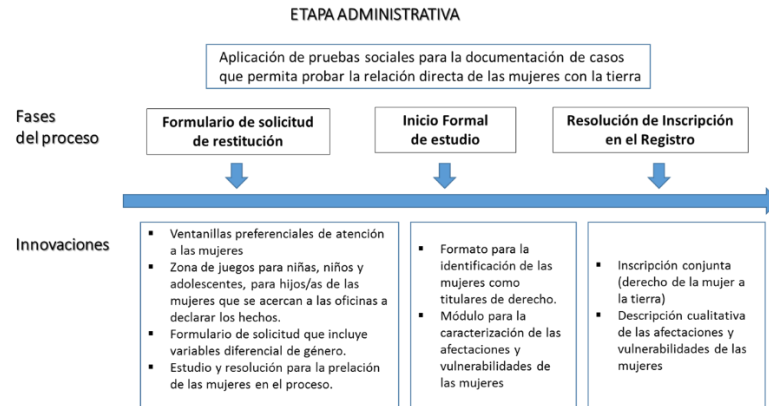 ETAPA ADMINISTRATIVA
Aplicación de pruebas sociales para la documentación de casos
que permita probar la relación directa de las mujeres con la tierra
Fases
del proceso
Formulario de solicitud
de restitución
Inicio Formal
de estudio
Resolución de Inscripción
en el Registro
Innovaciones
▪ Ventanillas preferenciales de atención
a las mujeres
▪ Zona de juegos para niñas, niños y
adolescentes, para hijos/as de las
mujeres que se acercan a las oficinas a
declarar los hechos.
▪ Formulario de solicitud que incluye
variables diferencial de género.
▪ Estudio y resolución para la prelación
de las mujeres en el proceso.
▪ Formato para la
identificación de las
mujeres como
titulares de derecho.
▪ Módulo para la
caracterización de las
afectaciones y
vulnerabilidades de
las mujeres
▪ Inscripción conjunta
(derecho de la mujer a
la tierra)
▪ Descripción cualitativa
de las afectaciones y
vulnerabilidades de las
mujeres